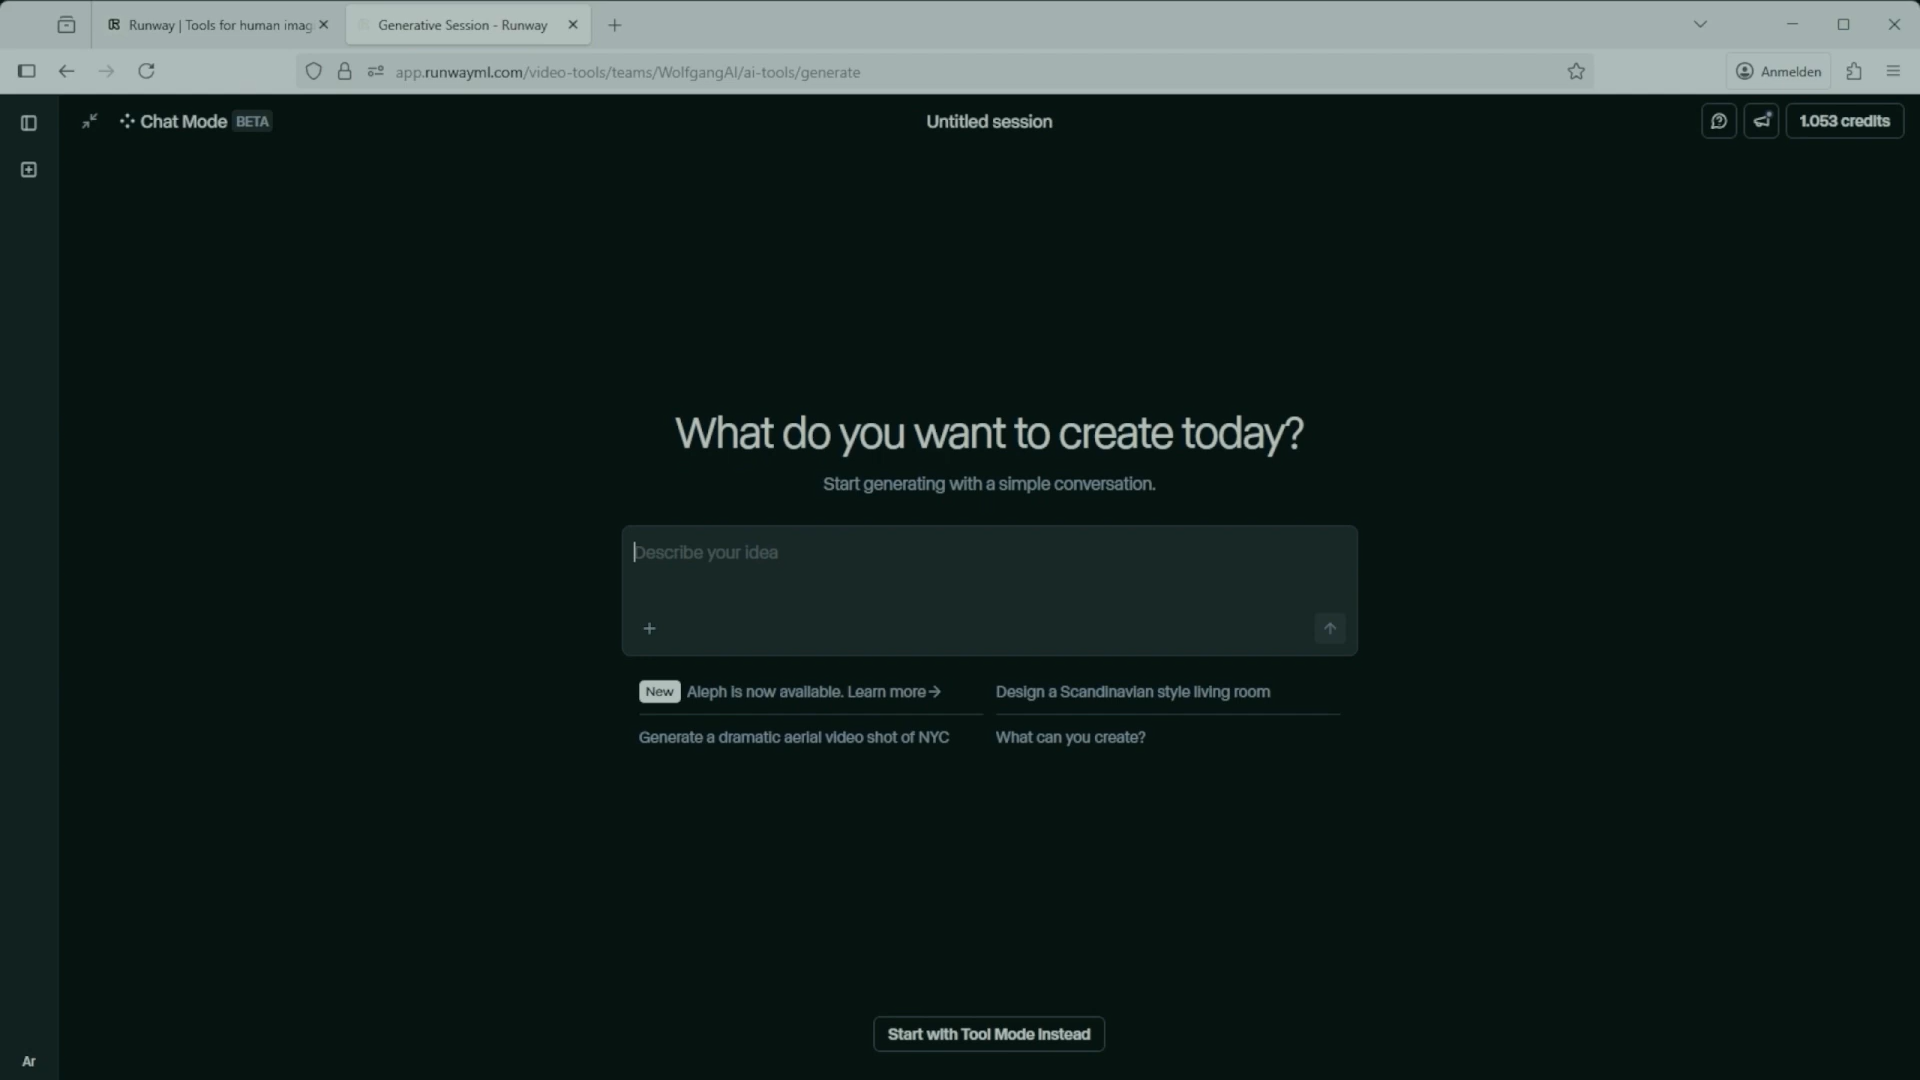 Runway | Tools for human imag
Generative Session - Runway
app.runwayml.com/video-tools/teams/WolfgangAI/ai-tools/generate
Anmelden
Chat Mode BETA
Untitled session
1.053 credits
What do you want to create today?
Start generating with a simple conversation.
Describe your idea
New Aleph is now available. Learn more →
Design a Scandinavian style living room
Generate a dramatic aerial video shot of NYC
What can you create?
Start with Tool Mode Instead
Ar